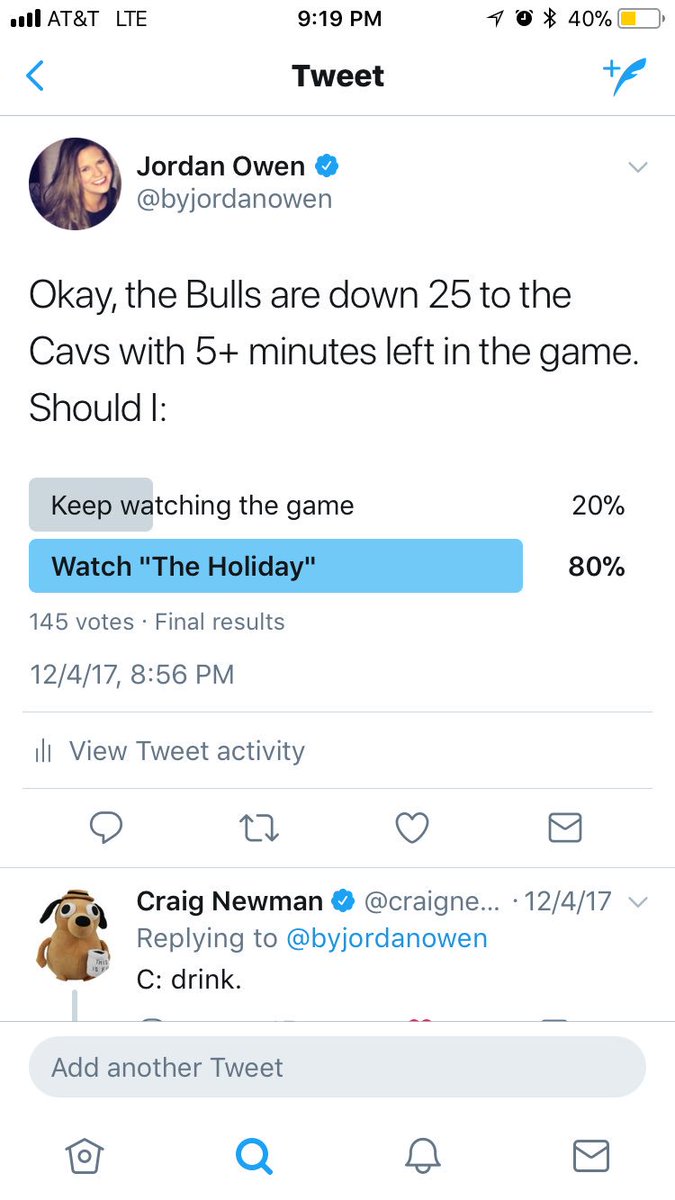 AT&T LTE 9:19 PM 40%
Tweet
Jordan Owen
@byjordanowen
Okay, the Bulls are down 25 to the
Cavs with 5+ minutes left in the game.
Should I:
Keep watching the game 20%
Watch "The Holiday" 80%
145 votes · Final results
12/4/17, 8:56 PM
View Tweet activity
Craig Newman @craigne... · 12/4/17
Replying to @byjordanowen
THIS
IS
C: drink.
Add another Tweet